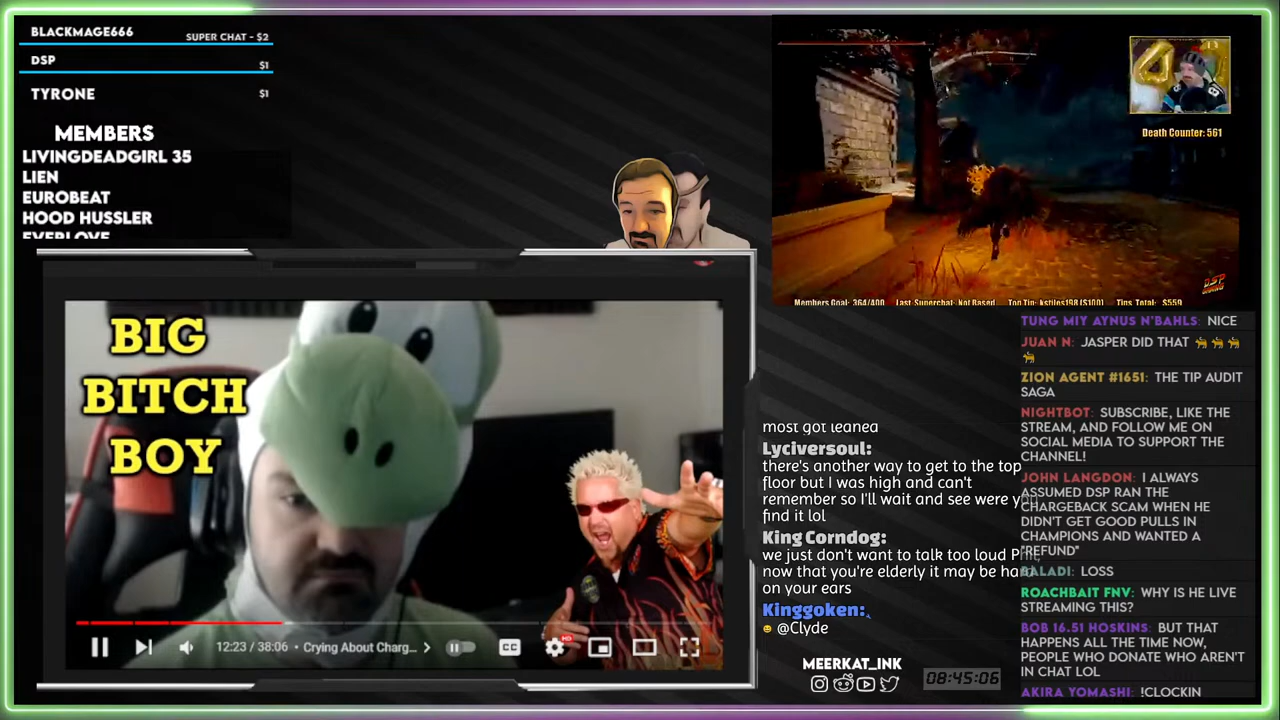 BLACKMAGE666
SUPER CHAT - $2
DSP
$1
TYRONE
$1
MEMBERS
LIVINGDEADGIRL 35
LIEN
EUROBEAT
HOOD HUSSLER
EVERLOVE
Death Counter: 561
DSP
Members Goal: 364/400 Last Superchat: Not Based Top Tip: Kstiles198 ($100) Tips Total: $559
BIG
BITCH
BOY
12:23 / 38:06 • Crying About Charg...
CC
HD
most got leaned
Lyciversoul:
there's another way to get to the top
floor but I was high and can't
remember so I'll wait and see were
find it lol
King Corndog:
we just don't want to talk too loud
now that you're elderly it may be
on your ears
Kinggoken:
@Clyde
MEERKAT_INK
08:45:06
TUNG MIY AYNUS N'BAHLS: NICE
JUAN N: JASPER DID THAT
ZION AGENT #1651: THE TIP AUDIT
SAGA
NIGHTBOT: SUBSCRIBE, LIKE THE
STREAM, AND FOLLOW ME ON
SOCIAL MEDIA TO SUPPORT THE
CHANNEL!
JOHN LANGDON: I ALWAYS
ASSUMED DSP RAN THE
CHARGEBACK SCAM WHEN HE
DIDN'T GET GOOD PULLS IN
CHAMPIONS AND WANTED A
"REFUND"
BALADI: LOSS
ROACHBAIT FNV: WHY IS HE LIVE
STREAMING THIS?
BOB 16.51 HOSKINS: BUT THAT
HAPPENS ALL THE TIME NOW,
PEOPLE WHO DONATE WHO AREN'T
IN CHAT LOL
AKIRA YOMASHI: !CLOCKIN